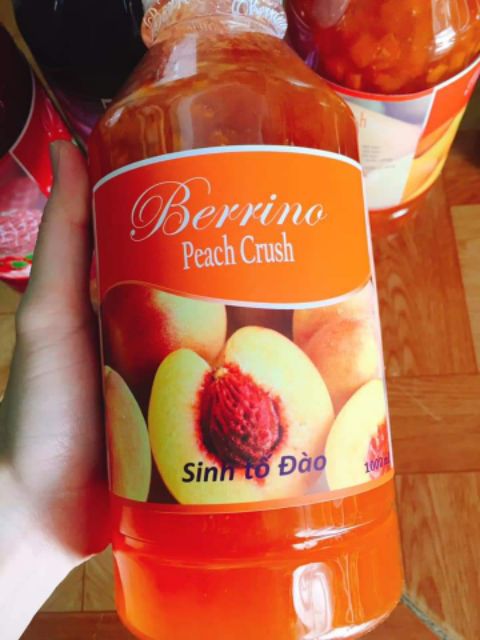 Berrino
Peach Crush
Sinh tố Đào